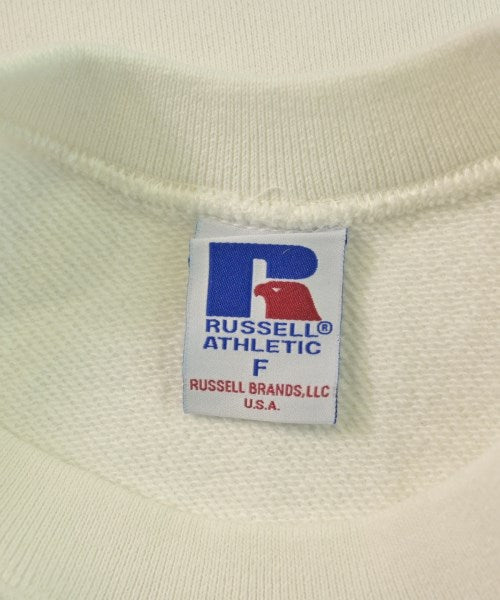 R
RUSSELL®
ATHLETIC
F
RUSSELL BRANDS,LLC
U.S.A.